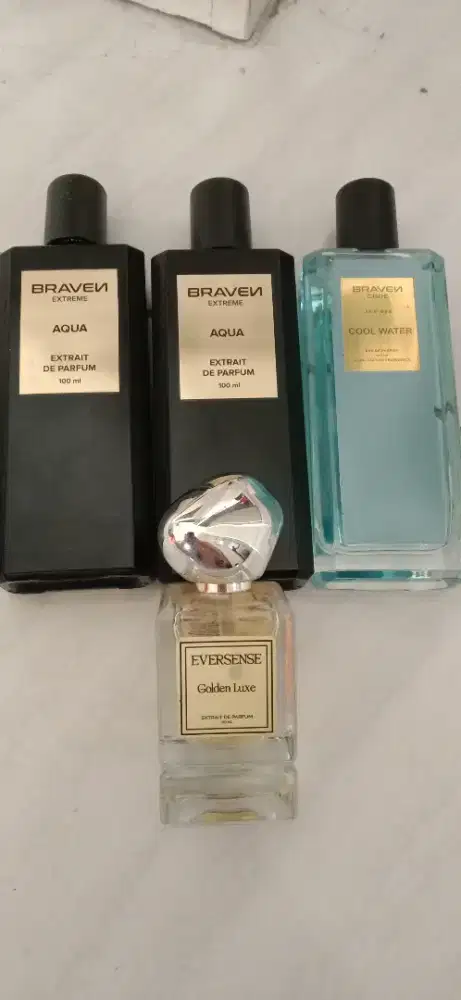 BRAVEN
EXTREME
AQUA
EXTRAIT
DE PARFUM
100 ml
BRAVEN
EXTREME
AQUA
EXTRAIT
DE PARFUM
100 ml
BRAVEN
COOL WATER
EVERSENSE
Golden Luxe
EXTRAIT DE PARFUM